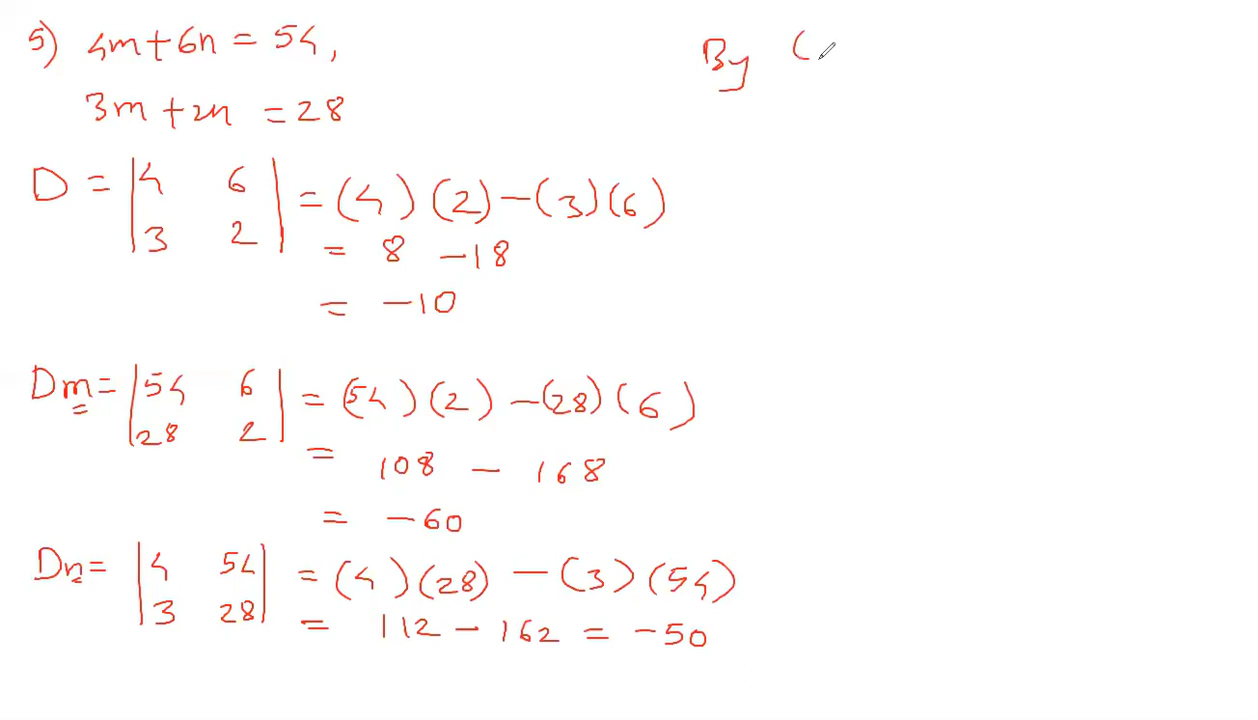 5) 4m+6n = 54,
3m+2n = 28
D = |4 6| = (4) (2) - (3)(6)
|3 2|
= 8 - 18
= -10
Dm = |54 6| = (54) (2) - (28) (6)
|28 2|
= 108 - 168
= -60
Dn = |4 54| = (4) (28) - (3) (54)
|3 28|
= 112 - 162 = -50
By (